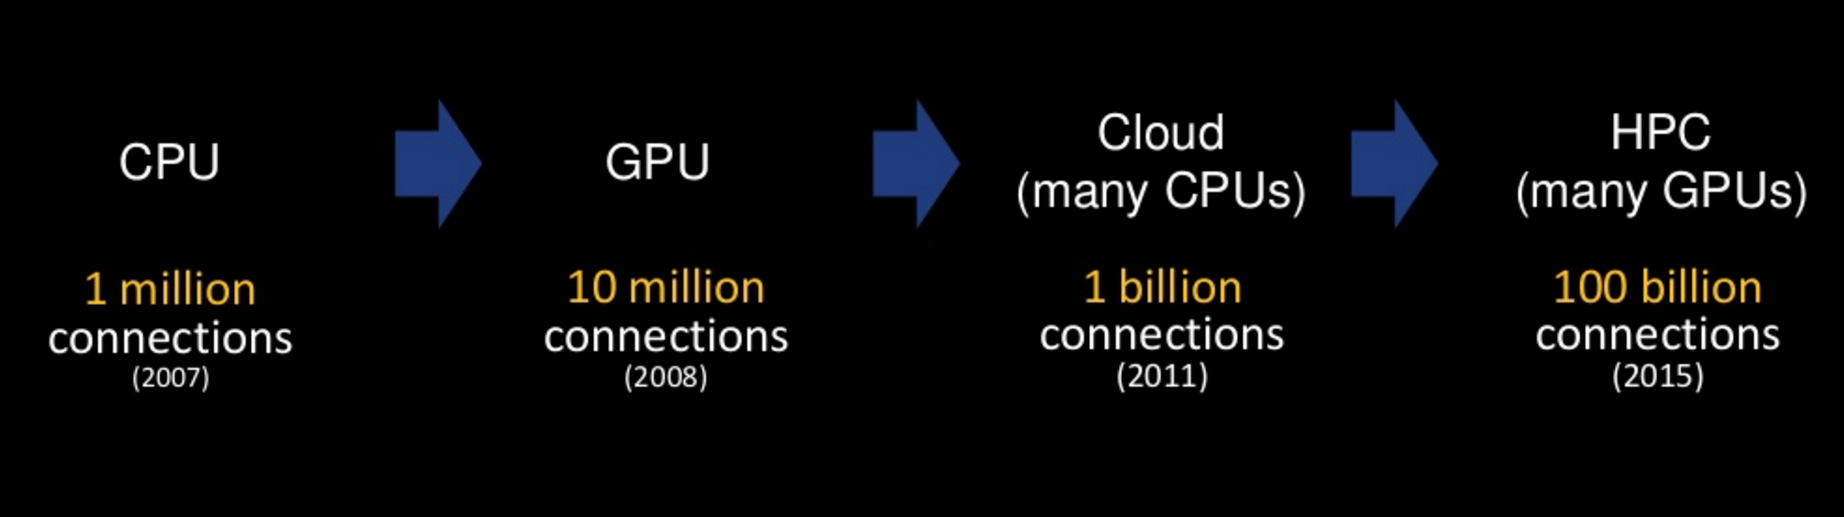 CPU
1 million
connections
(2007)
GPU
10 million
connections
(2008)
Cloud
(many CPUs)
1 billion
connections
(2011)
HPC
(many GPUs)
100 billion
connections
(2015)